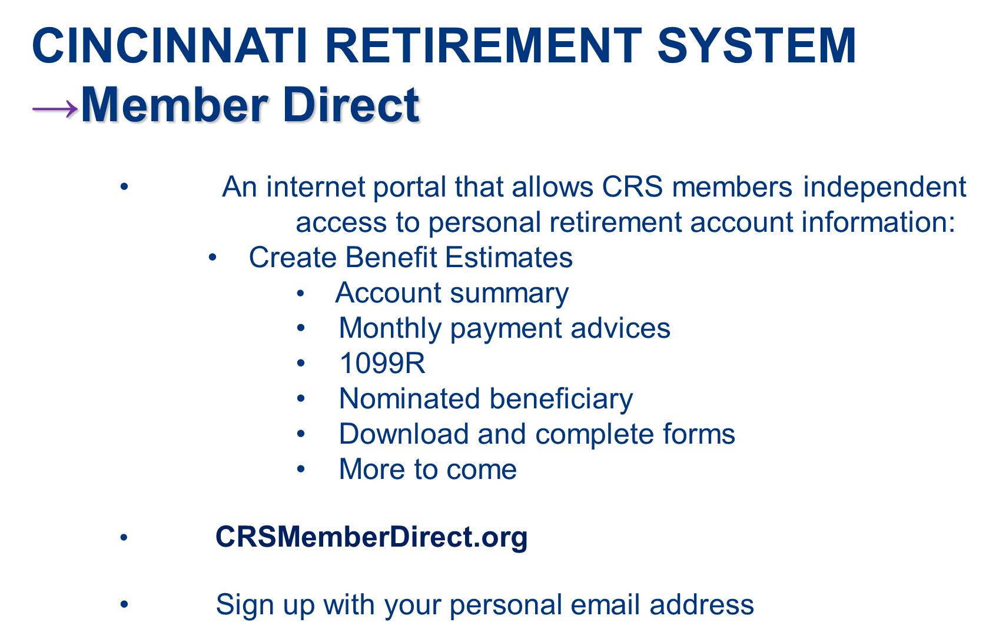 CINCINNATI RETIREMENT SYSTEM
→Member Direct
• An internet portal that allows CRS members independent
access to personal retirement account information:
• Create Benefit Estimates
• Account summary
• Monthly payment advices
• 1099R
• Nominated beneficiary
• Download and complete forms
• More to come
• CRSMemberDirect.org
• Sign up with your personal email address